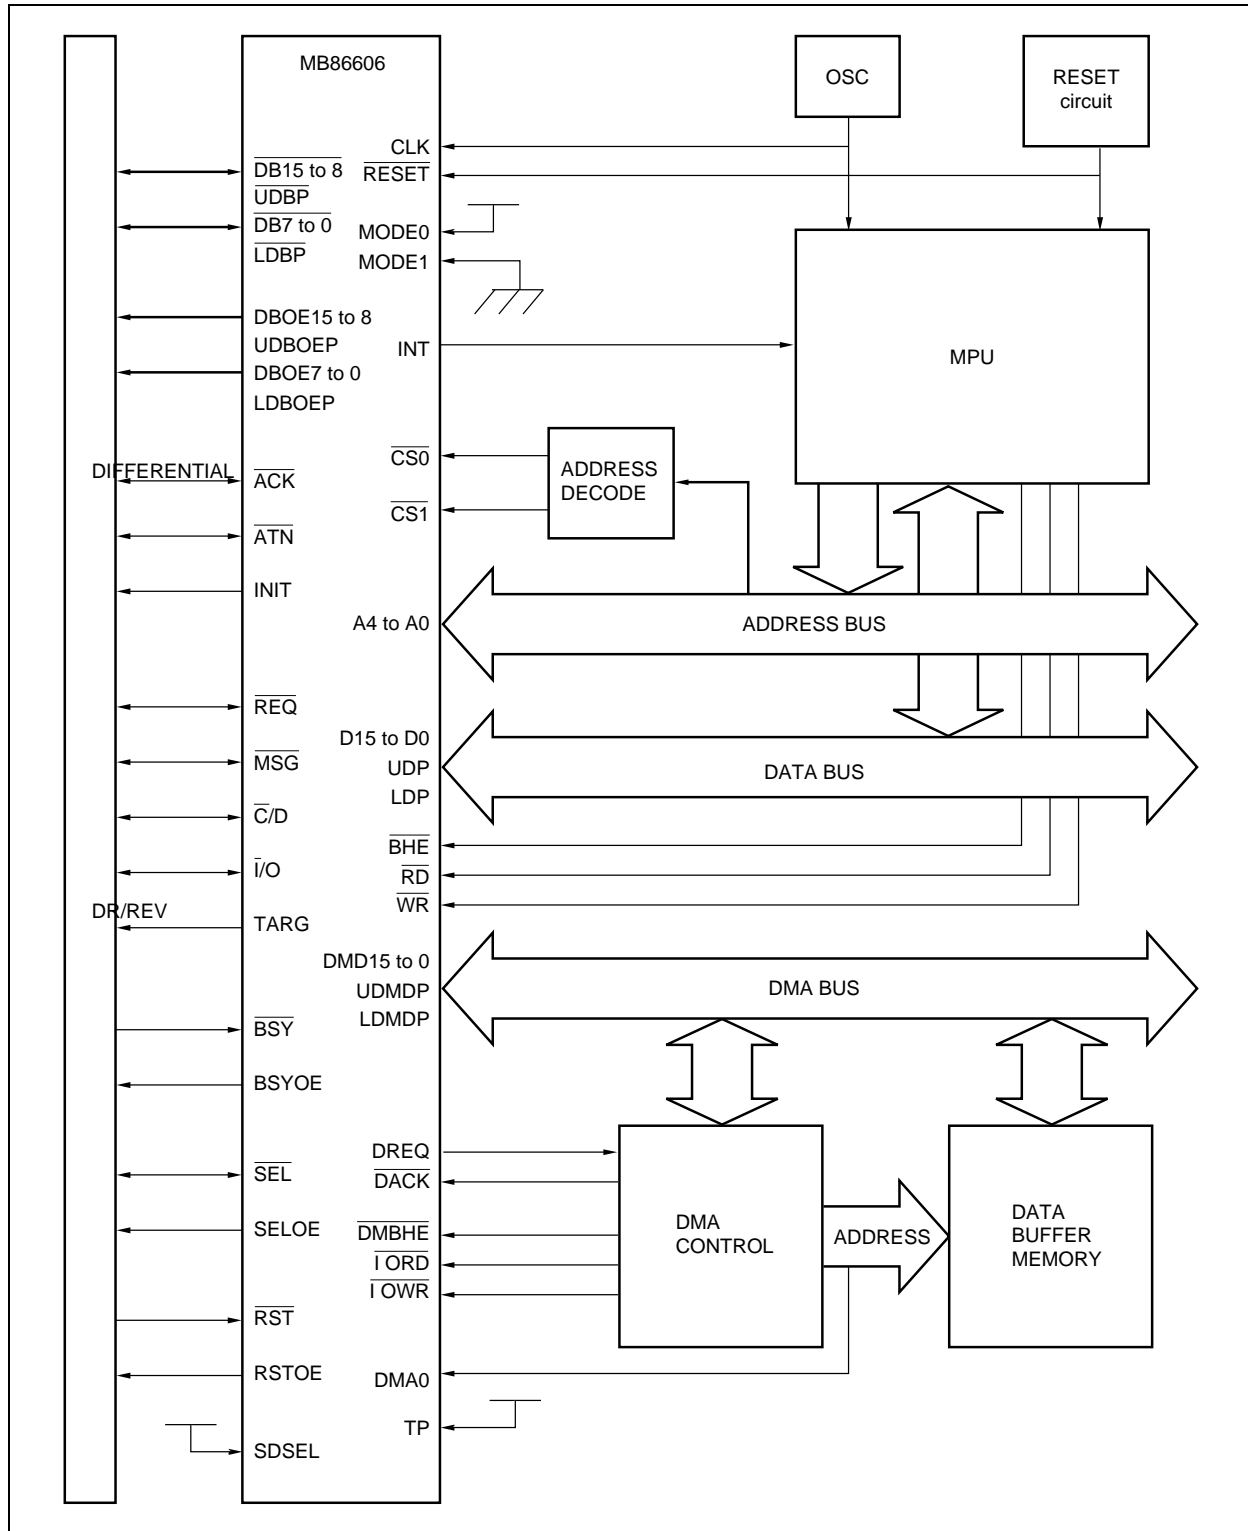 MB86606
OSC
RESET
circuit
CLK
RESET
DB15 to 8
UDBP
DB7 to 0
LDBP
MODE0
MODE1
DBOE15 to 8
UDBOEP
DBOE7 to 0
LDBOEP
INT
MPU
CS0
CS1
ADDRESS
DECODE
DIFFERENTIAL
ACK
ATN
INIT
A4 to A0
ADDRESS BUS
REQ
MSG
C/D
I/O
D15 to D0
UDP
LDP
DATA BUS
BHE
RD
WR
DR/REV
TARG
DMD15 to 0
UDMDP
LDMDP
DMA BUS
BSY
BSYOE
SEL
SELOE
DREQ
DACK
DMBHE
I ORD
I OWR
DMA
CONTROL
ADDRESS
DATA
BUFFER
MEMORY
RST
RSTOE
DMA0
TP
SDSEL